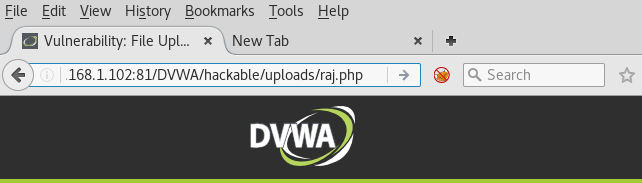 File Edit View History Bookmarks Tools Help
Vulnerability: File Upl... New Tab
.168.1.102:81/DVWA/hackable/uploads/raj.php Search
DVWA